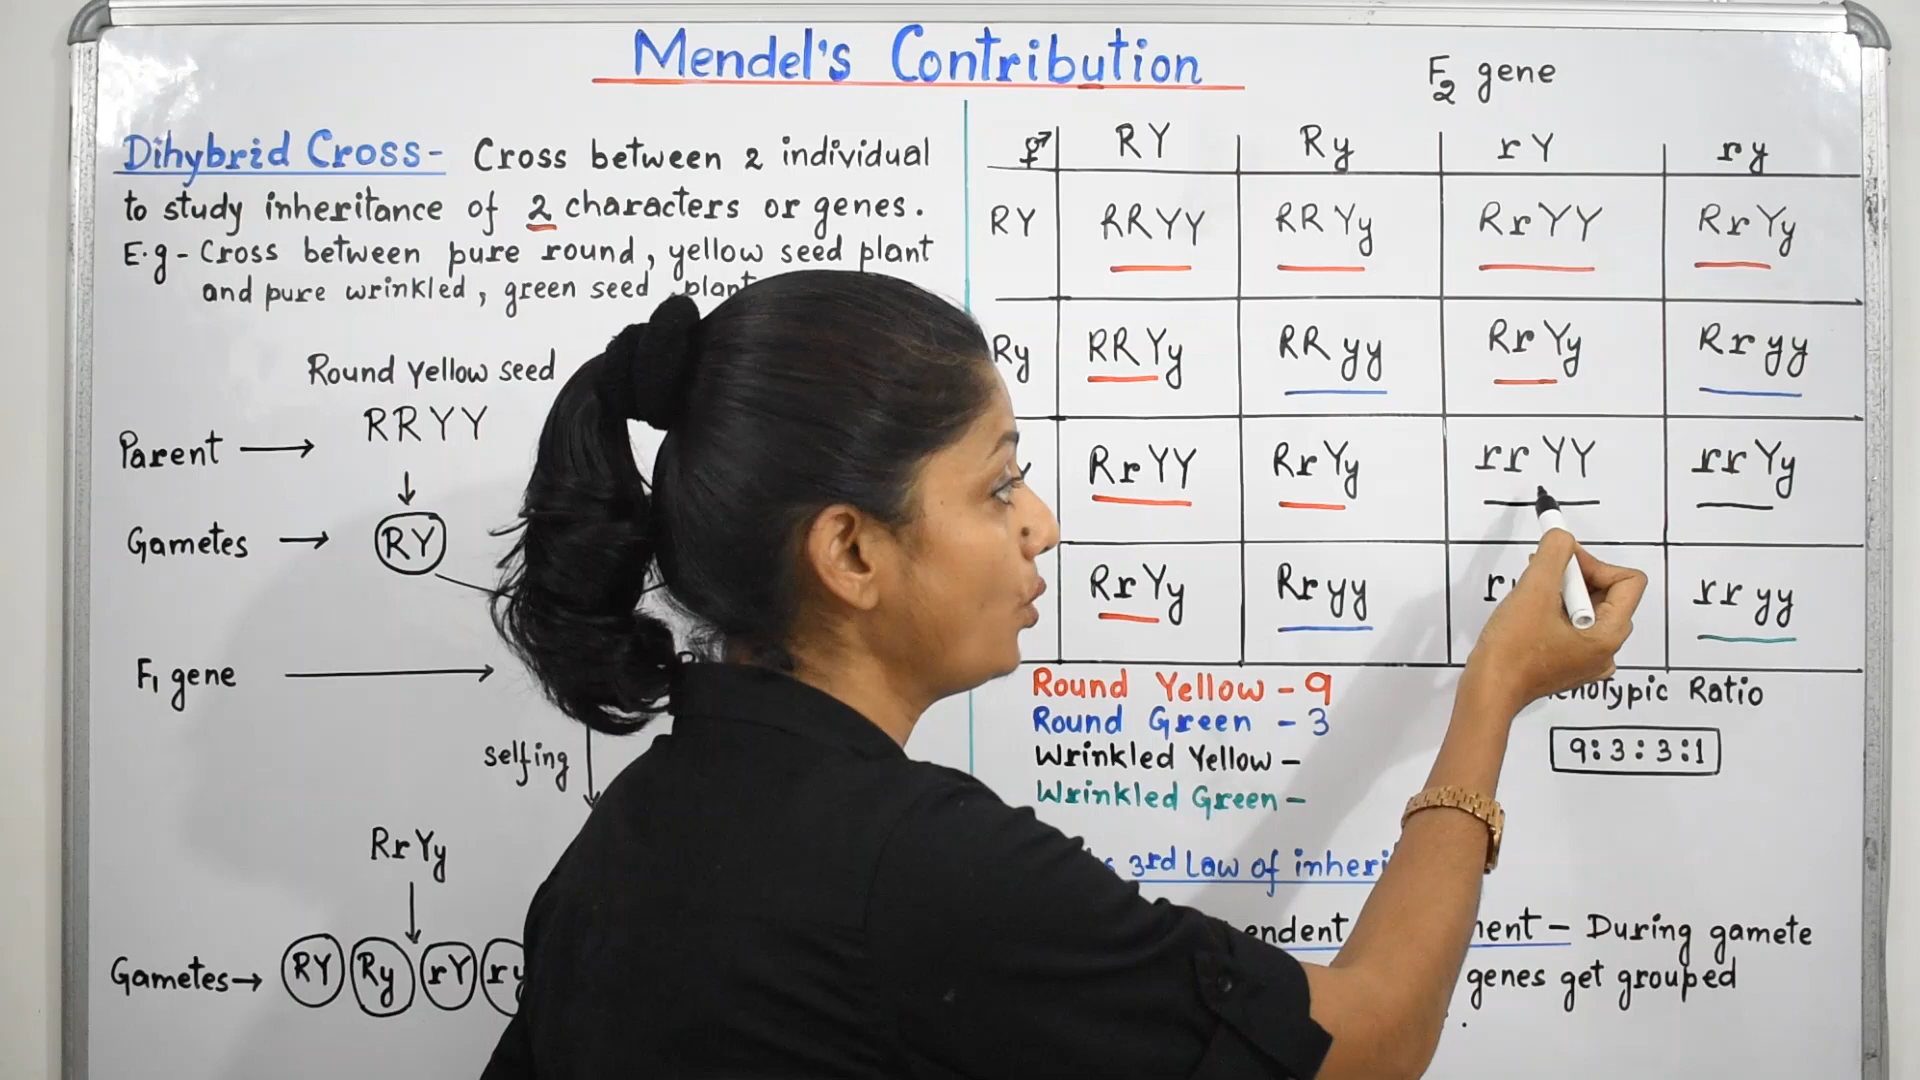 Mendel's Contribution
Dihybrid Cross- Cross between 2 individual
to study inheritance of 2 characters or genes.
E.g - Cross between pure round, yellow seed plant
and pure wrinkled, green seed plant
Round Yellow seed
Parent → RRYY
Gametes → RY
F1 gene
selfing
RrYy
Gametes→ RY Ry rY ry
F2 gene
RY Ry rY ry
RY RRYY RRYy RrYY RrYy
Ry RRYy RRyy RrYy Rryy
RrYY RrYy rrYY rrYy
RrYy Rryy rryy
Round Yellow - 9
Round Green - 3
Wrinkled Yellow -
Wrinkled Green -
Ratio
9:3:3:1
3rd Law of
During gamete
genes get grouped